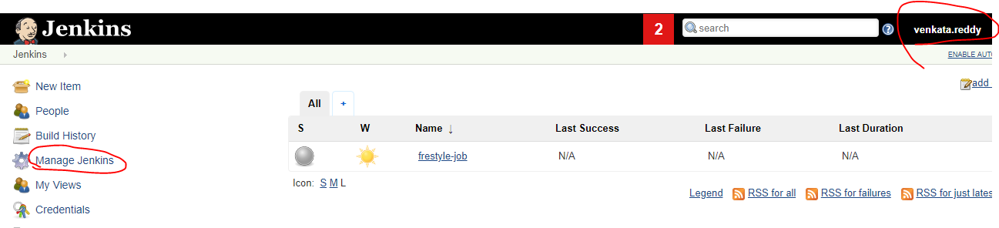 Jenkins 2 search venkata.reddy
Jenkins ENABLE AUT
New Item add
People All +
S W Name ↓ Last Success Last Failure Last Duration
Build History
Manage Jenkins frestyle-job N/A N/A N/A
My Views Icon: S M L
Legend RSS for all RSS for failures RSS for just lates
Credentials